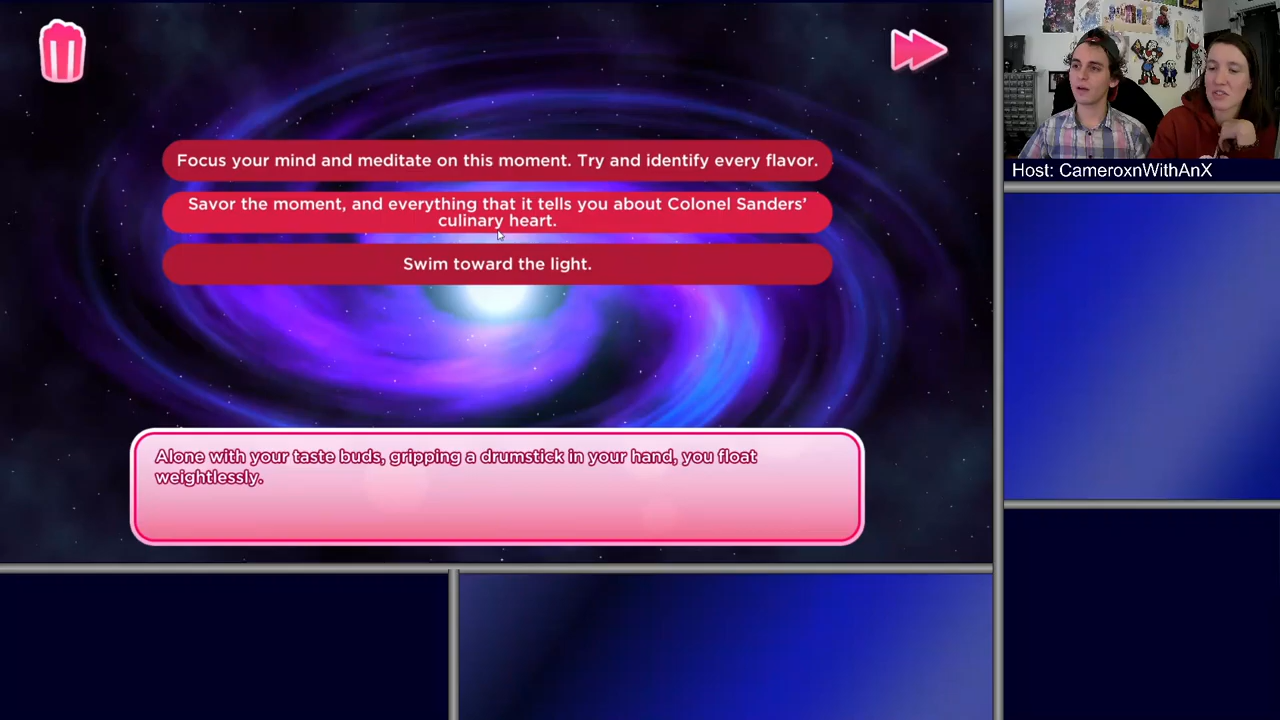 Host: CameroxnWithAnX
Focus your mind and meditate on this moment. Try and identify every flavor.
Savor the moment, and everything that it tells you about Colonel Sanders’
culinary heart.
Swim toward the light.
Alone with your taste buds, gripping a drumstick in your hand, you float
weightlessly.